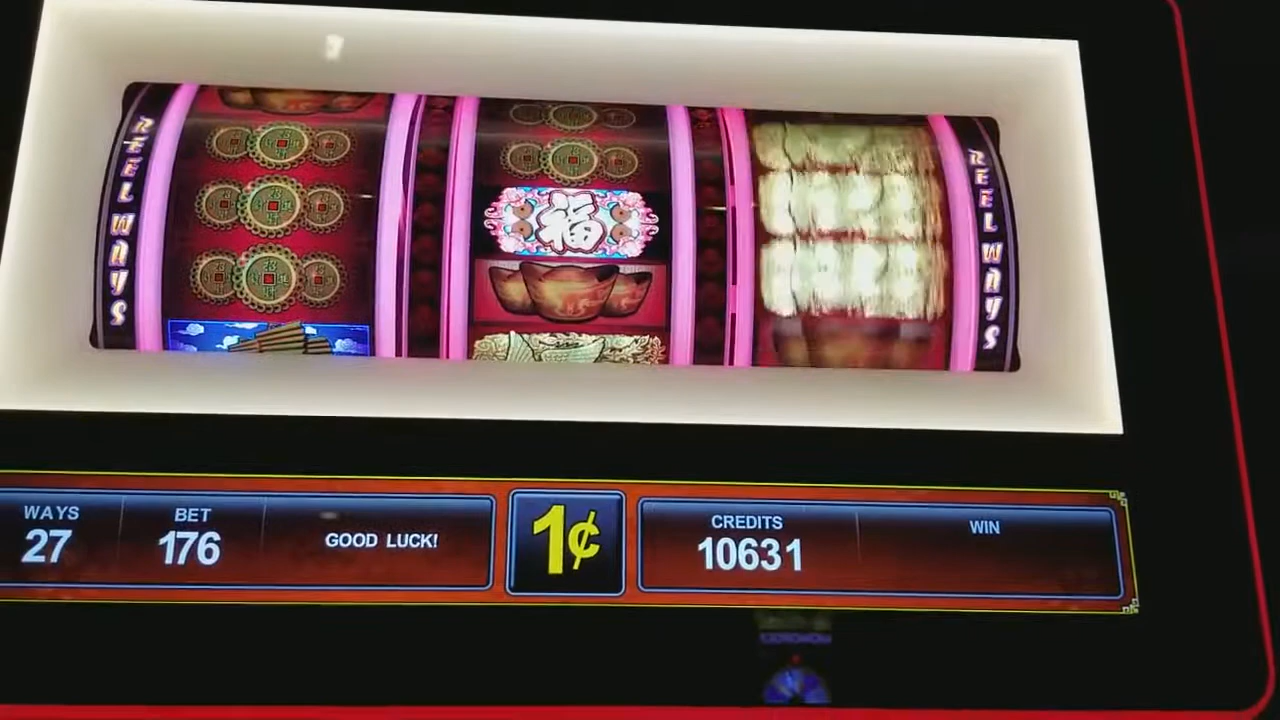 REEL WAYS
福
REEL WAYS
WAYS
27
BET
176
GOOD LUCK!
1¢
CREDITS
10631
WIN